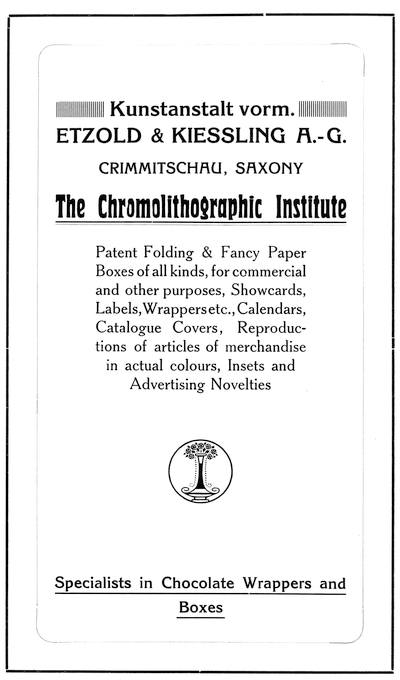 Kunstanstalt vorm.
ETZOLD & KIESSLING A.-G.
CRIMMITSCHAU, SAXONY
The Chromolithographic Institute
Patent Folding & Fancy Paper
Boxes of all kinds, for commercial
and other purposes, Showcards,
Labels, Wrappers etc., Calendars,
Catalogue Covers, Reproduc-
tions of articles of merchandise
in actual colours, Insets and
Advertising Novelties
Specialists in Chocolate Wrappers and
Boxes